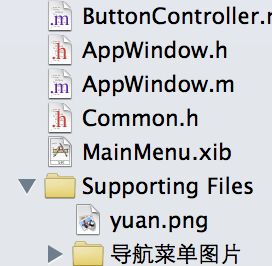 ButtonController.
AppWindow.h
AppWindow.m
Common.h
MainMenu.xib
Supporting Files
yuan.png
导航菜单图片